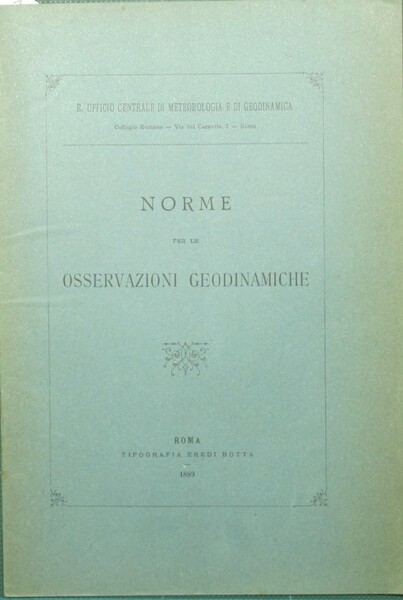 R. UFFICIO CENTRALE DI METEOROLOGIA E DI GEODINAMICA
Collegio Romano — Via del Caravita, 7 — Roma
NORME
PER LE
OSSERVAZIONI GEODINAMICHE
ROMA
TIPOGRAFIA EREDI BOTTA
1889